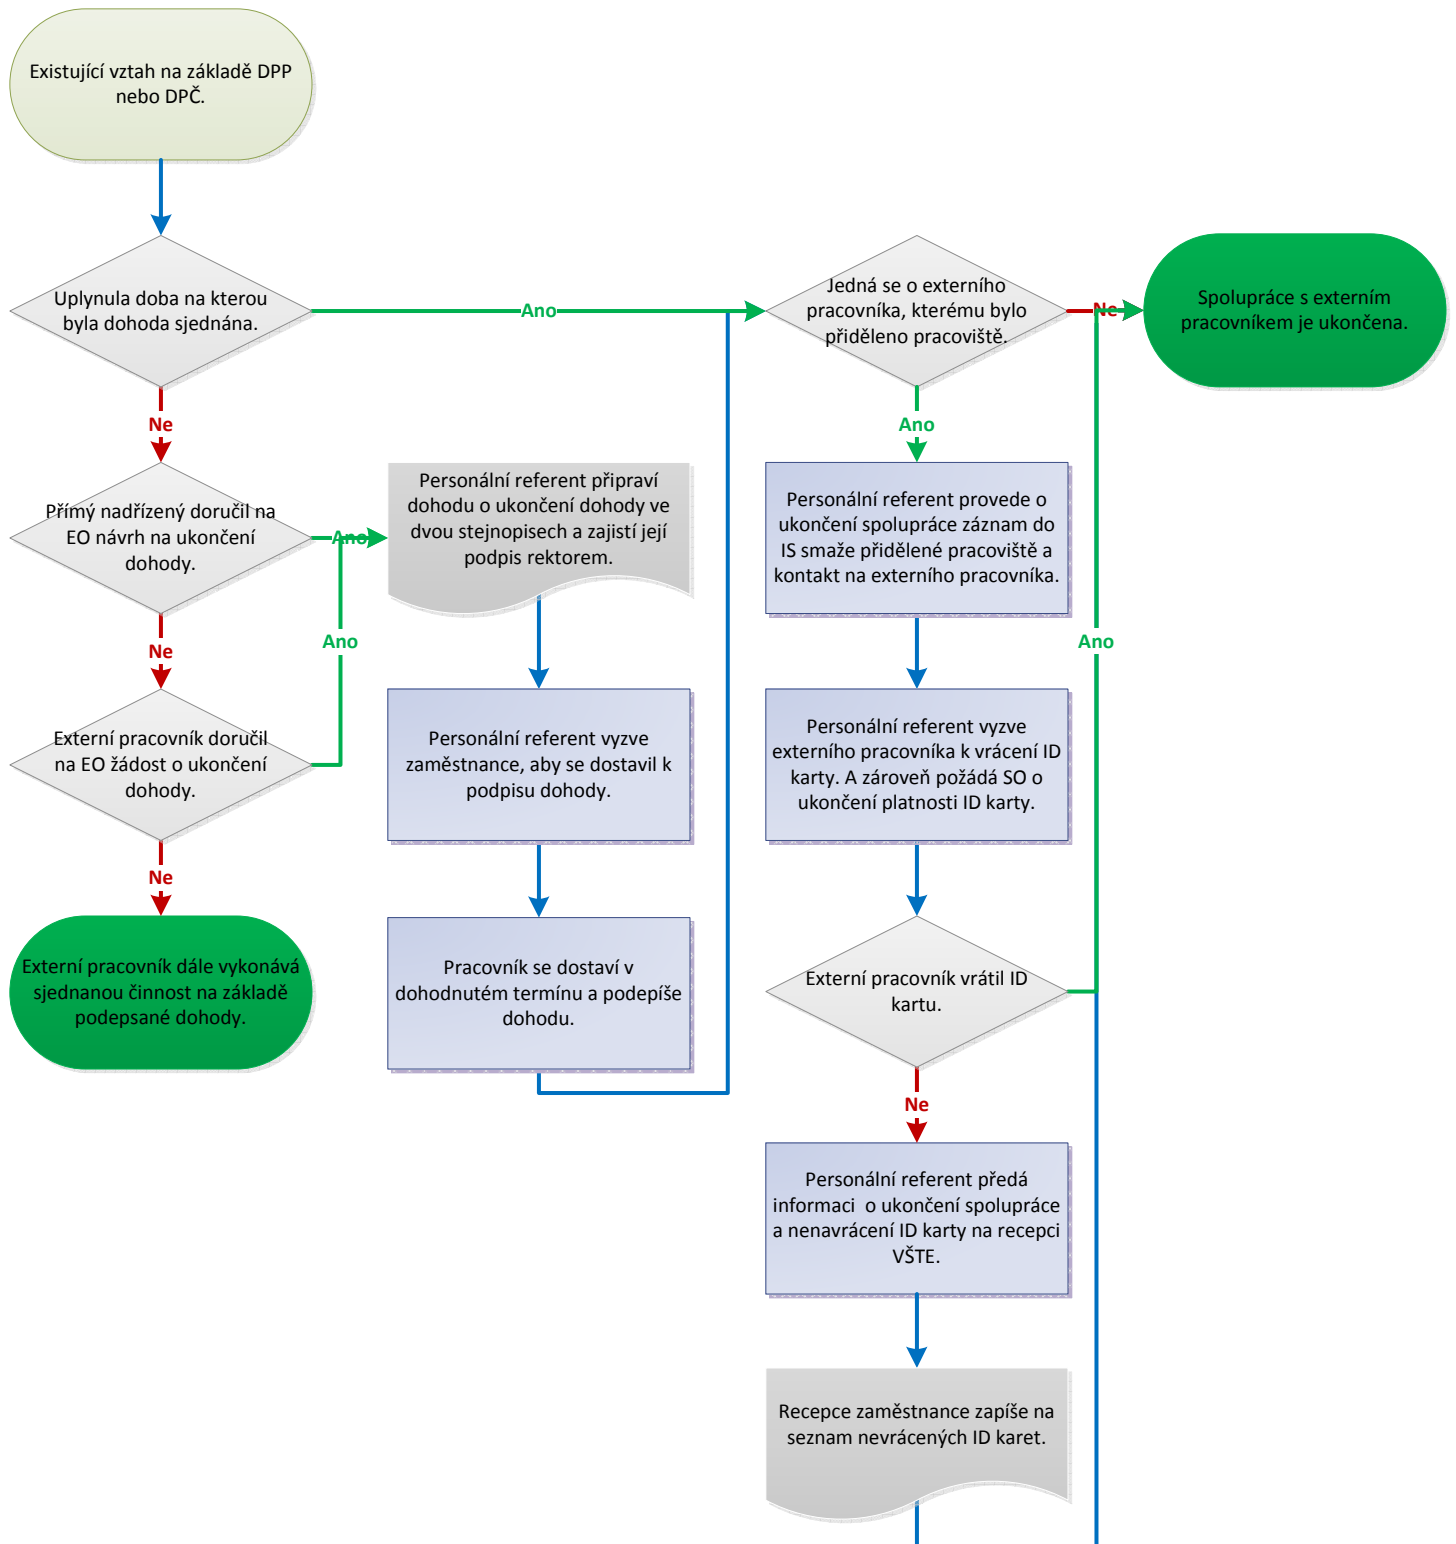 Existující vztah na základě DPP
nebo DPČ.
Uplynula doba na kterou
byla dohoda sjednána.
Ano
Jedná se o externího
pracovníka, kterému bylo
přiděleno pracoviště.
Ne
Spolupráce s externím
pracovníkem je ukončena.
Ne
Ano
Přímý nadřízený doručil na
EO návrh na ukončení
dohody.
Ano
Personální referent připraví
dohodu o ukončení dohody ve
dvou stejnopisech a zajistí její
podpis rektorem.
Personální referent provede o
ukončení spolupráce záznam do
IS smaže přidělené pracoviště a
kontakt na externího pracovníka.
Ne
Ano
Ano
Externí pracovník doručil
na EO žádost o ukončení
dohody.
Personální referent vyzve
zaměstnance, aby se dostavil k
podpisu dohody.
Personální referent vyzve
externího pracovníka k vrácení ID
karty. A zároveň požádá SO o
ukončení platnosti ID karty.
Ne
Externí pracovník dále vykonává
sjednanou činnost na základě
podepsané dohody.
Pracovník se dostaví v
dohodnutém termínu a podepíše
dohodu.
Externí pracovník vrátil ID
kartu.
Ne
Personální referent předá
informaci  o ukončení spolupráce
a nenavrácení ID karty na recepci
VŠTE.
Recepce zaměstnance zapíše na
seznam nevrácených ID karet.